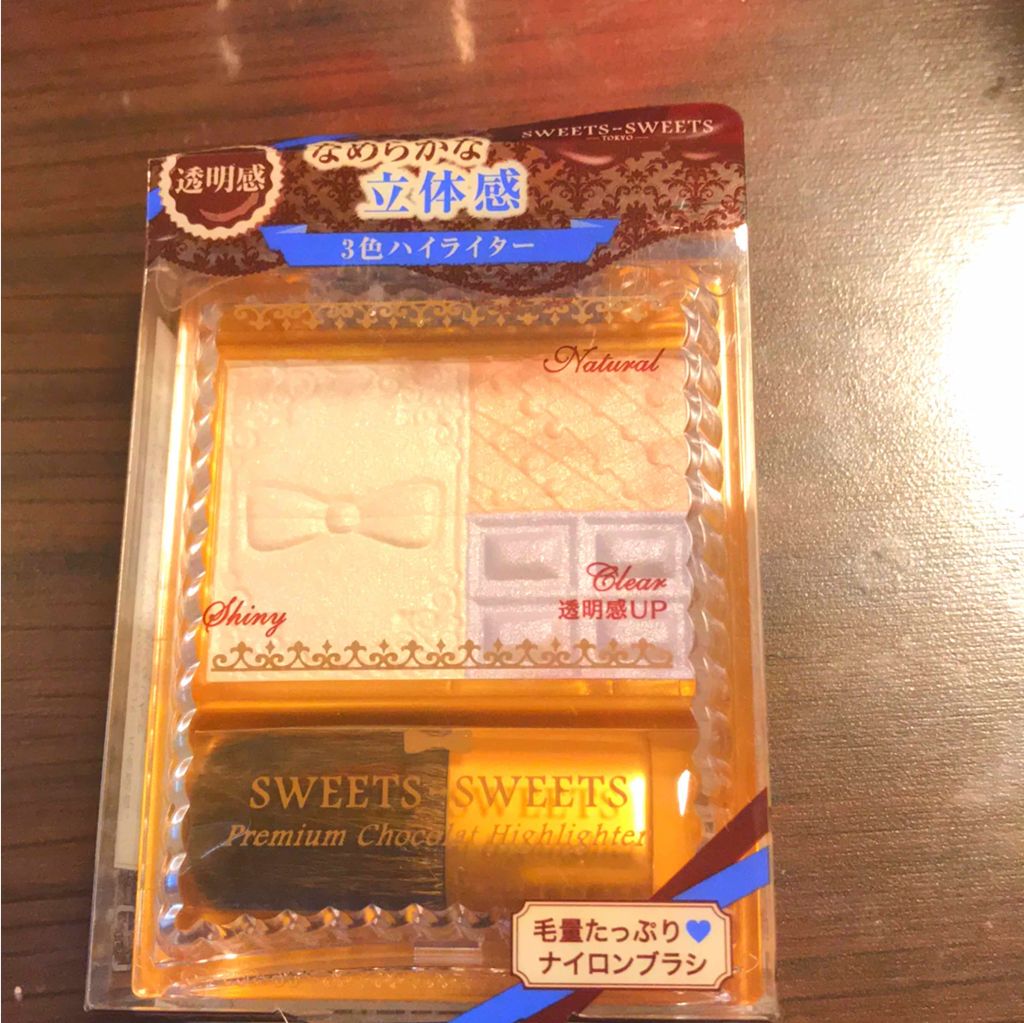 SWEETS-SWEETS
TOKYO
透明感
なめらかな
立体感
3色ハイライター
Natural
Clear
透明感UP
Shiny
SWEETS SWEETS
Premium Chocolat Highlighter
毛量たっぷり♥
ナイロンブラシ